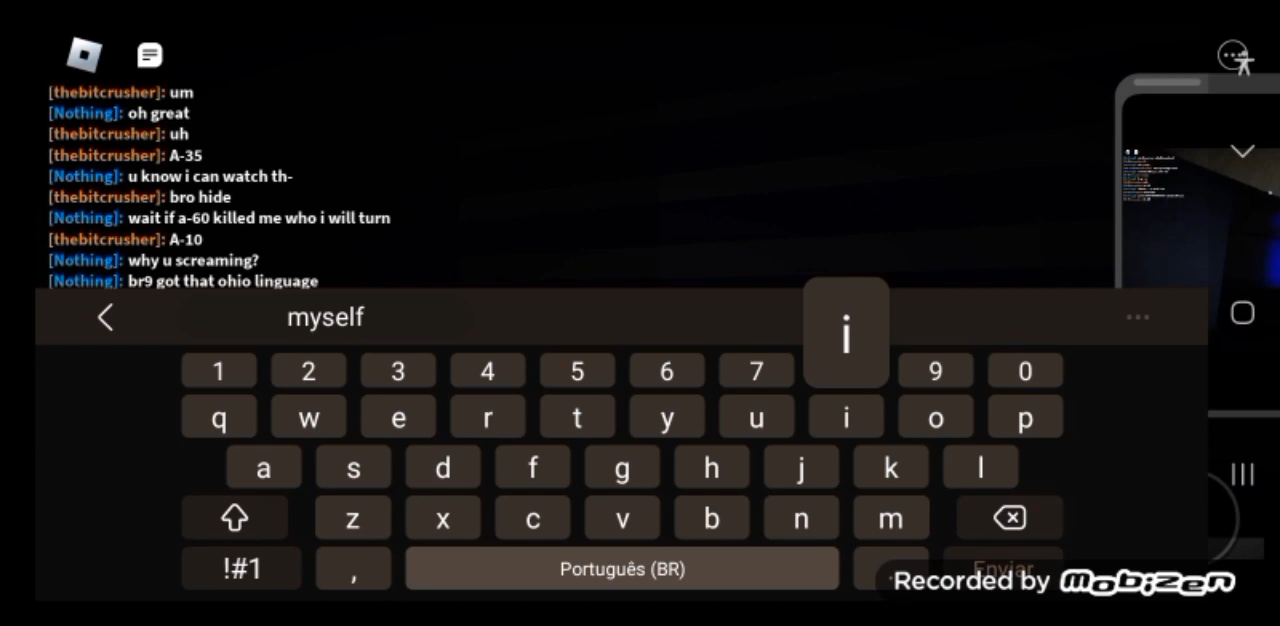 [thebitcrusher]: um
[Nothing]: oh great
[thebitcrusher]: uh
[thebitcrusher]: A-35
[Nothing]: u know i can watch th-
[thebitcrusher]: bro hide
[Nothing]: wait if a-60 killed me who i will turn
[thebitcrusher]: A-10
[Nothing]: why u screaming?
[Nothing]: br9 got that ohio linguage
myself
i
1 2 3 4 5 6 7 9 0
q w e r t y u i o p
a s d f g h j k l
z x c v b n m
!#1 , Português (BR) . Enviar
Recorded by mobizen